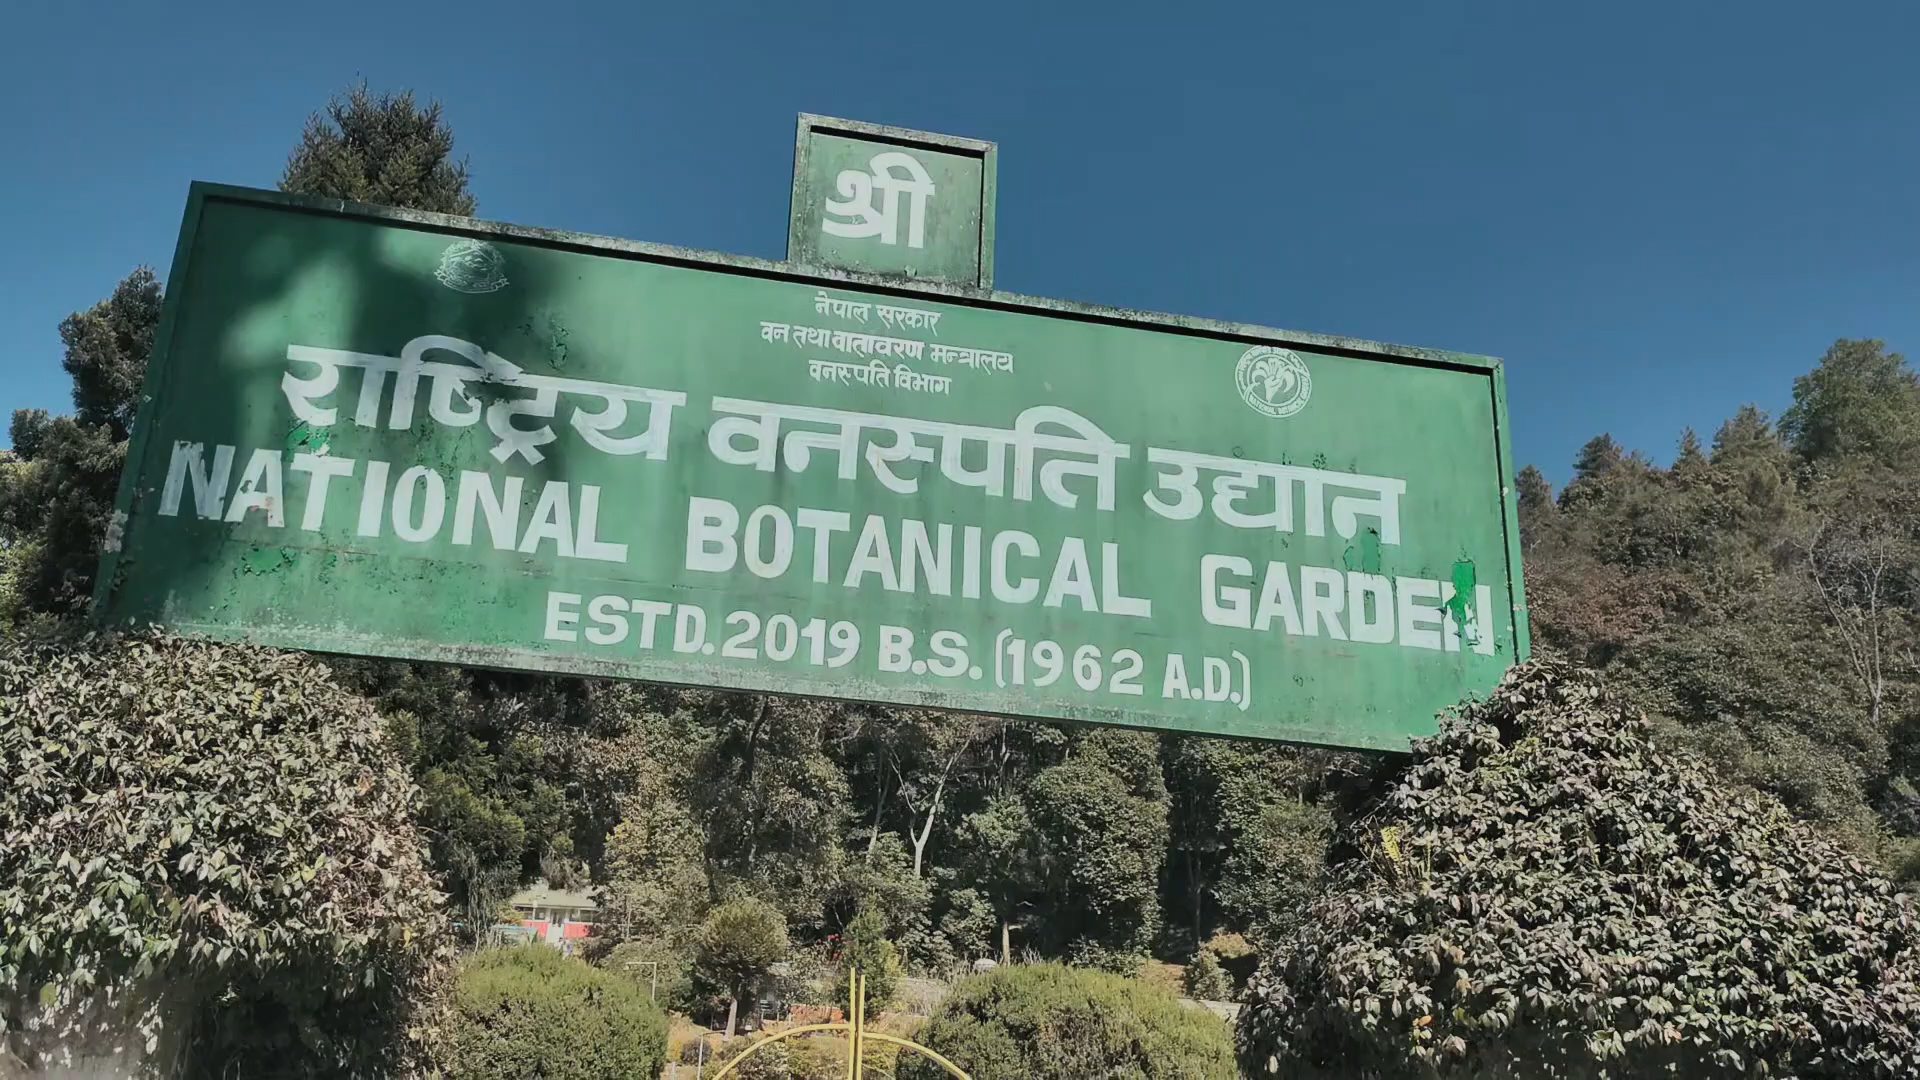 श्री
नेपाल सरकार
वन तथा वातावरण मन्त्रालय
वनस्पति विभाग
राष्ट्रिय वनस्पति उद्यान
NATIONAL BOTANICAL GARDEN
ESTD. 2019 B.S. (1962 A.D.)